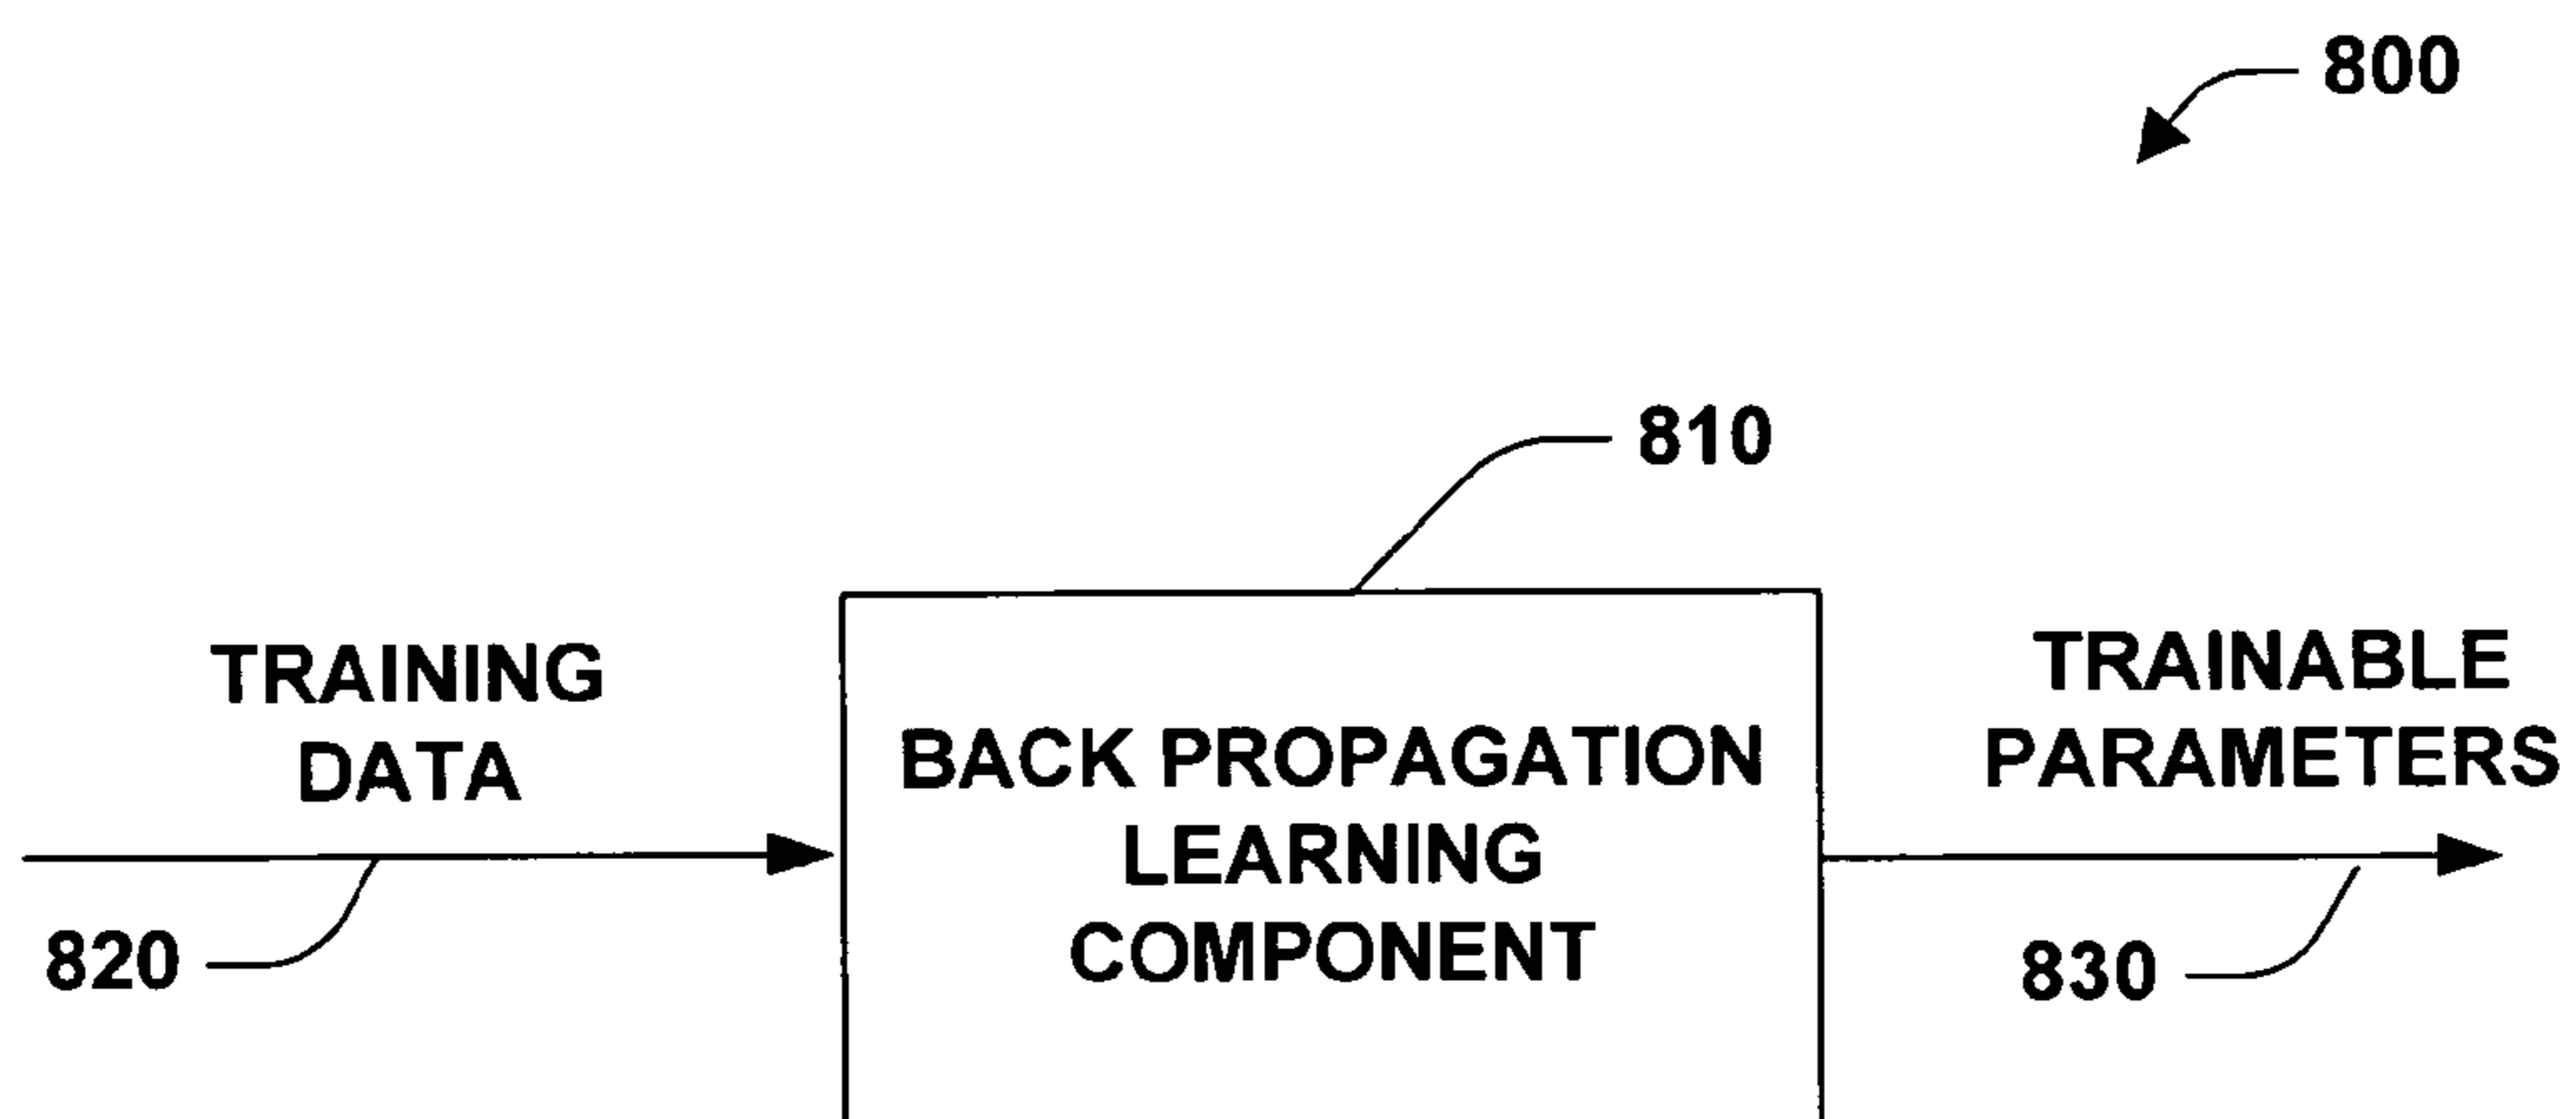 800
810
TRAINING
DATA
820
BACK PROPAGATION
LEARNING
COMPONENT
TRAINABLE
PARAMETERS
830